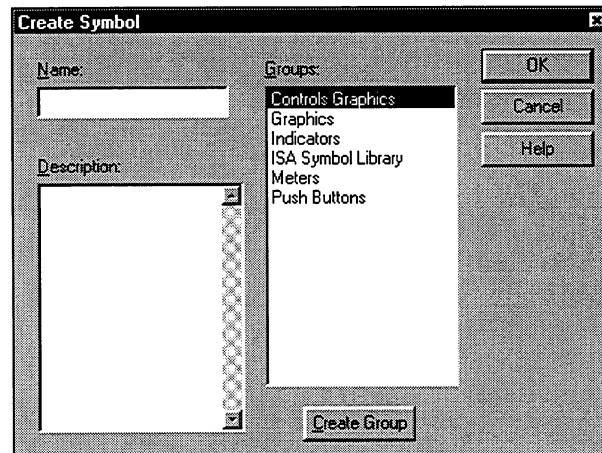 Create Symbol
Name:
Description:
Groups:
Controls Graphics
Graphics
Indicators
ISA Symbol Library
Meters
Push Buttons
Create Group
OK
Cancel
Help